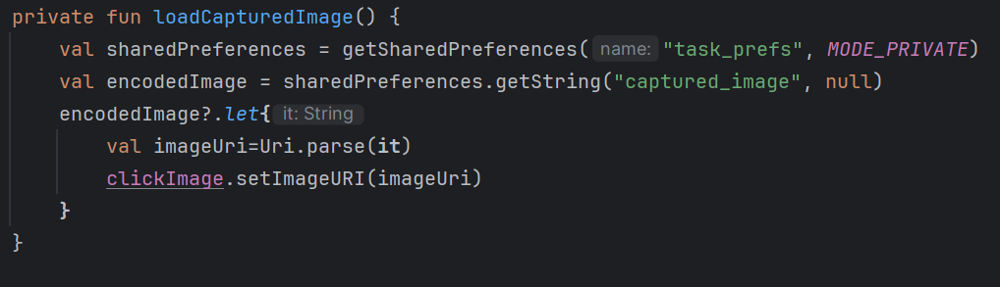 private fun loadCapturedImage() {
    val sharedPreferences = getSharedPreferences( name: "task_prefs", MODE_PRIVATE)
    val encodedImage = sharedPreferences.getString("captured_image", null)
    encodedImage?.let{ it: String
        val imageUri=Uri.parse(it)
        clickImage.setImageURI(imageUri)
    }
}